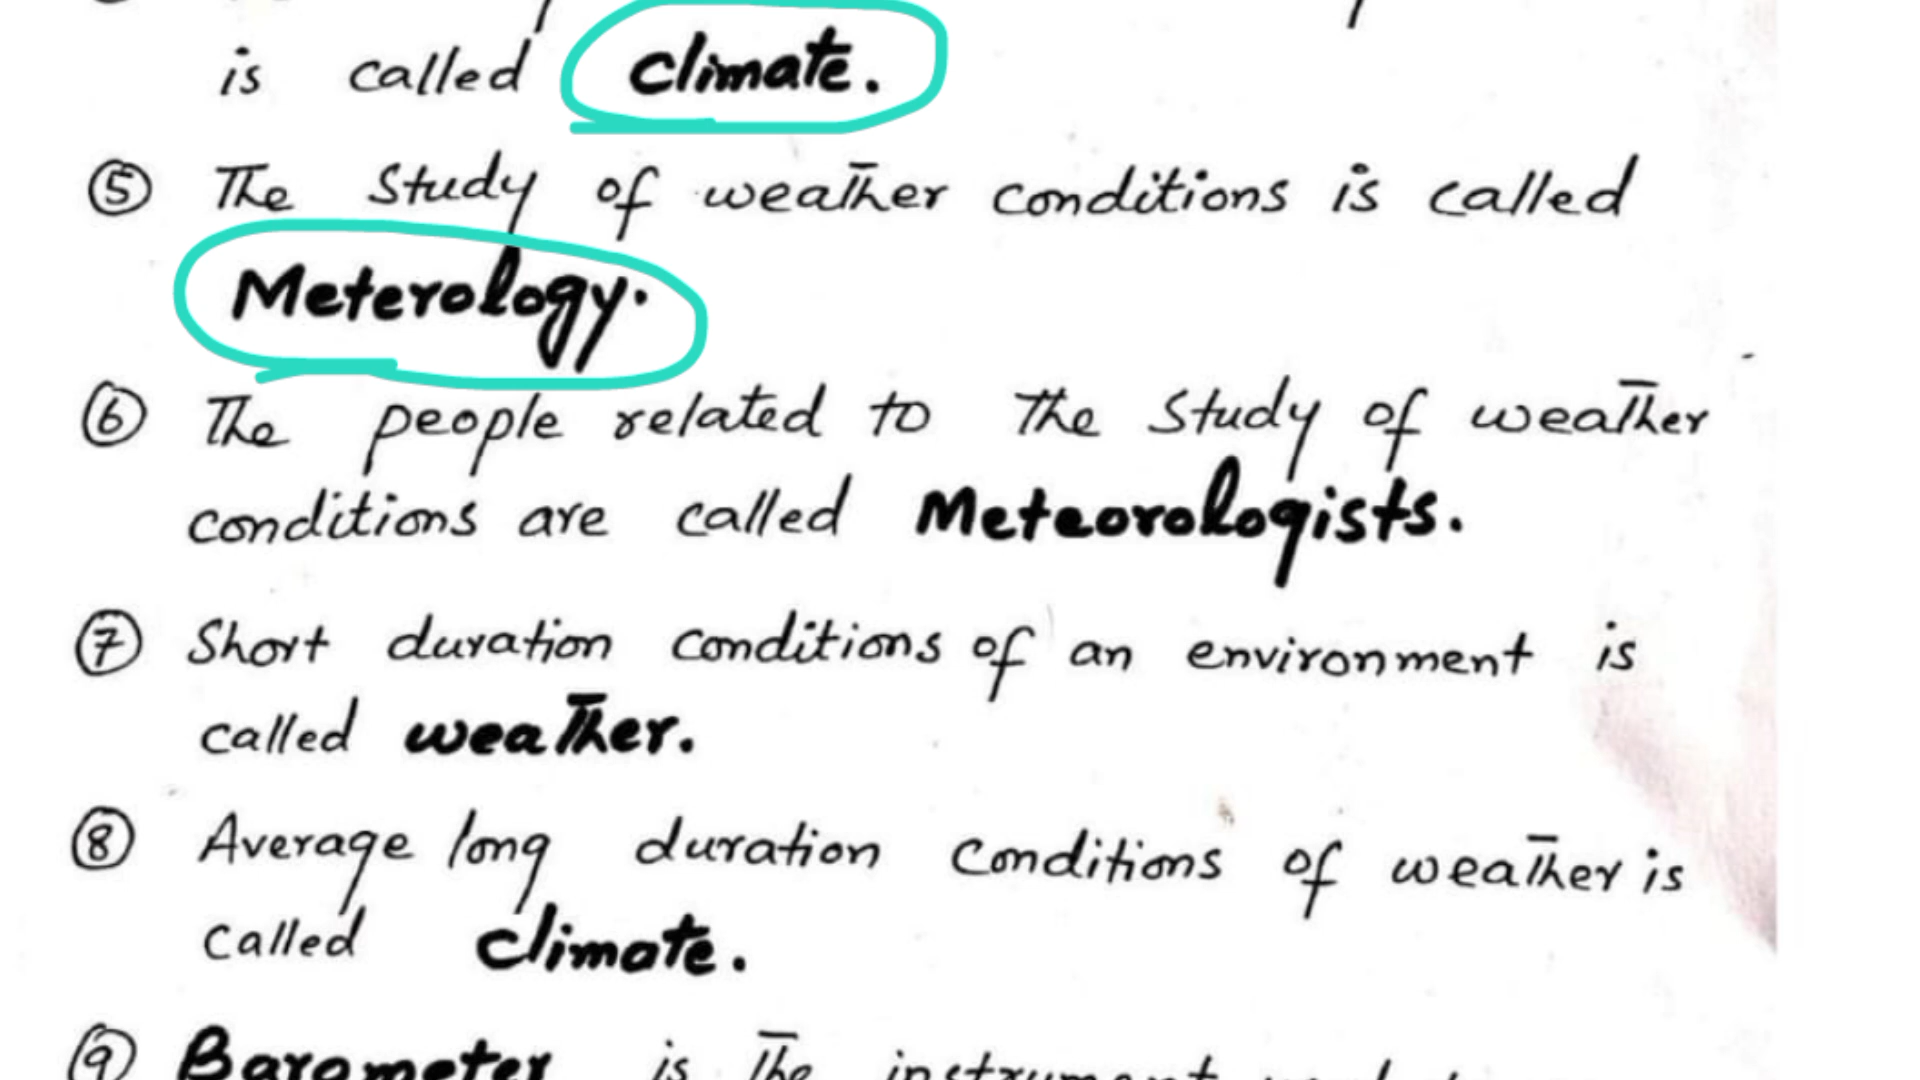 is called climate.
⑤ The study of weather conditions is called
Meterology.
⑥ The people related to the study of weather
conditions are called Meteorologists.
⑦ Short duration conditions of an environment is
called weather.
⑧ Average long duration conditions of weather is
called climate.
⑨ Barometer is the instrument